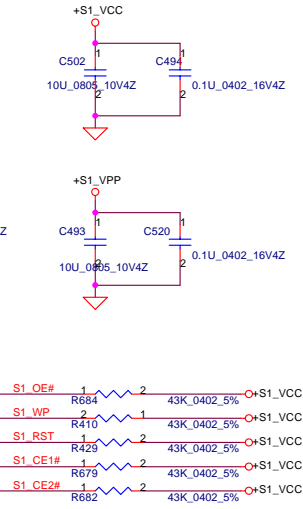 +S1_VCC
1 1
C502 C494
10U_0805_10V4Z 0.1U_0402_16V4Z
2 2
+S1_VPP
1 1
Z C493 C520
0.1U_0402_16V4Z
10U_0805_10V4Z
2 2
S1_OE# 1 2 +S1_VCC
R684 43K_0402_5%
S1_WP 2 1 +S1_VCC
R410 43K_0402_5%
S1_RST 1 2 +S1_VCC
R429 43K_0402_5%
S1_CE1# 1 2 +S1_VCC
R679 43K_0402_5%
S1_CE2# 1 2 +S1_VCC
R682 43K_0402_5%